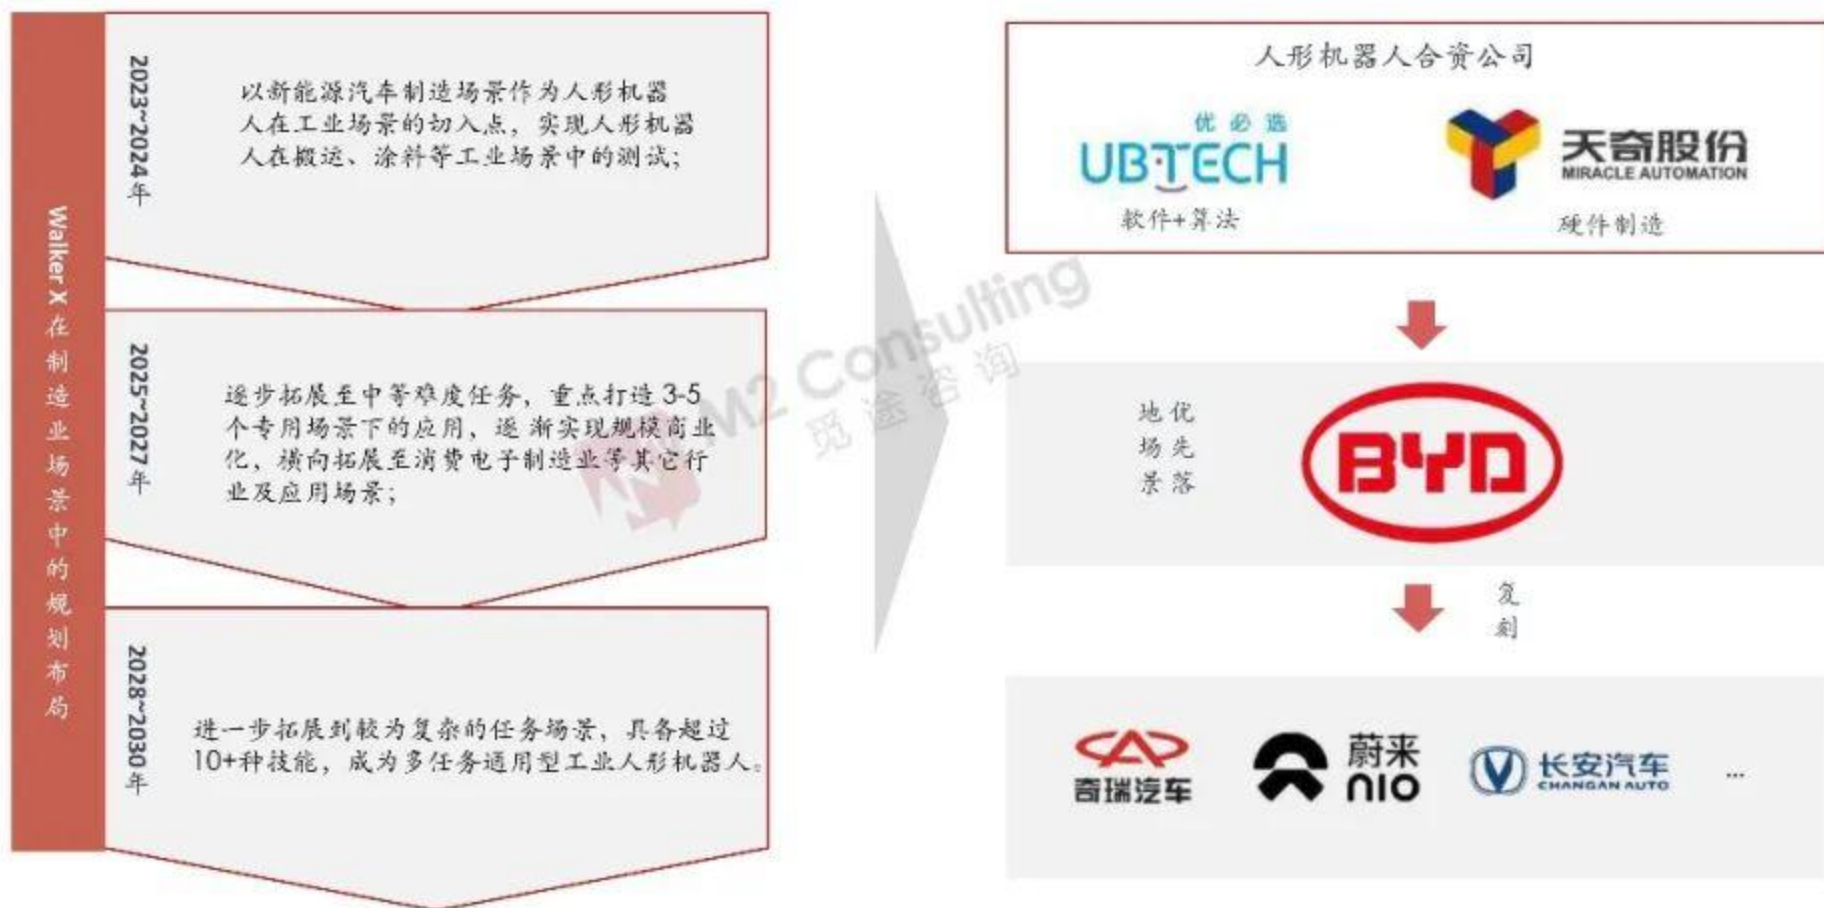 Walker X在制造业场景中的规划布局
2023~2024年
以新能源汽车制造场景作为人形机器
人在工业场景的切入点，实现人形机器
人在搬运、涂料等工业场景中的测试；
2025~2027年
逐步拓展至中等难度任务，重点打造 3-5
个专用场景下的应用、逐 渐实现规模商业
化，横向拓展至消费电子制造业等其它行
业及应用场景；
2028~2030年
进一步拓展到较为复杂的任务场景，具备超过
10+种技能，成为多任务通用型工业人形机器人。
人形机器人合资公司
优必选
UBTECH
软件+算法
天奇股份
MIRACLE AUTOMATION
硬件制造
优先落
地场景
BYD
复刻
奇瑞汽车
蔚来
NIO
长安汽车
CHANGAN AUTO
...
M2 Consulting
觅途咨询